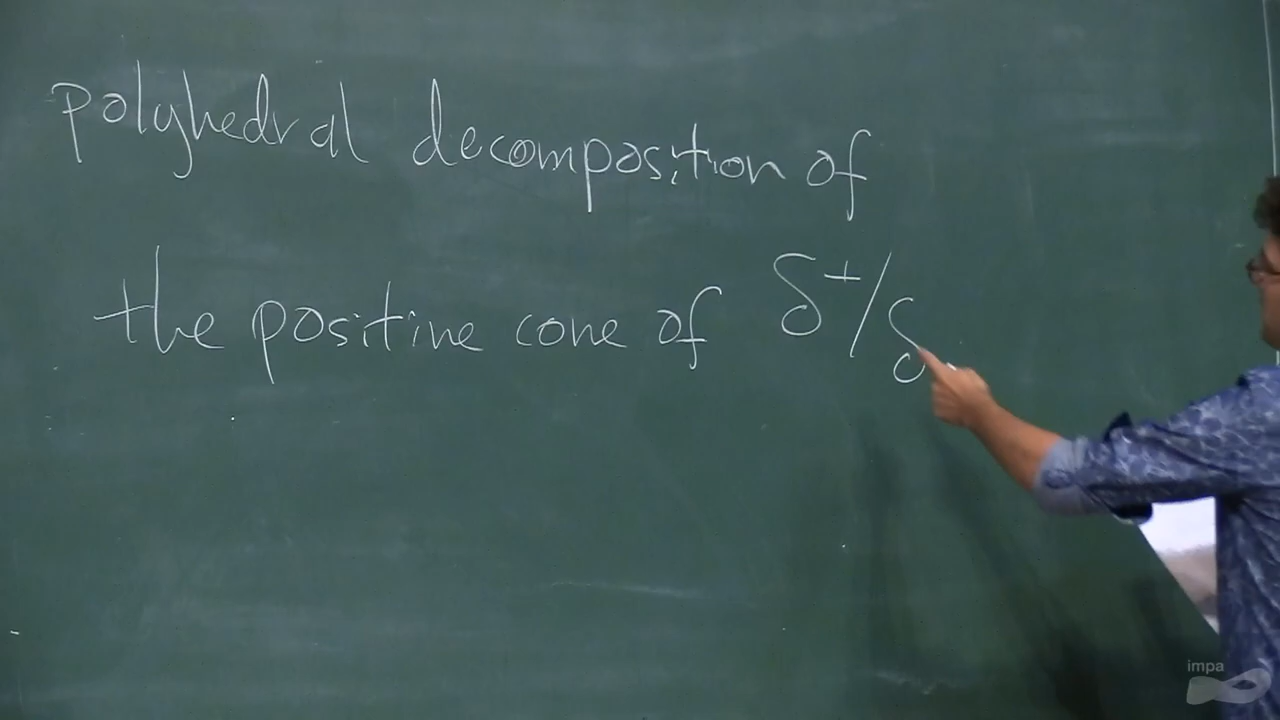 polyhedral decomposition of
the positive cone of δ⁺/δ
impa